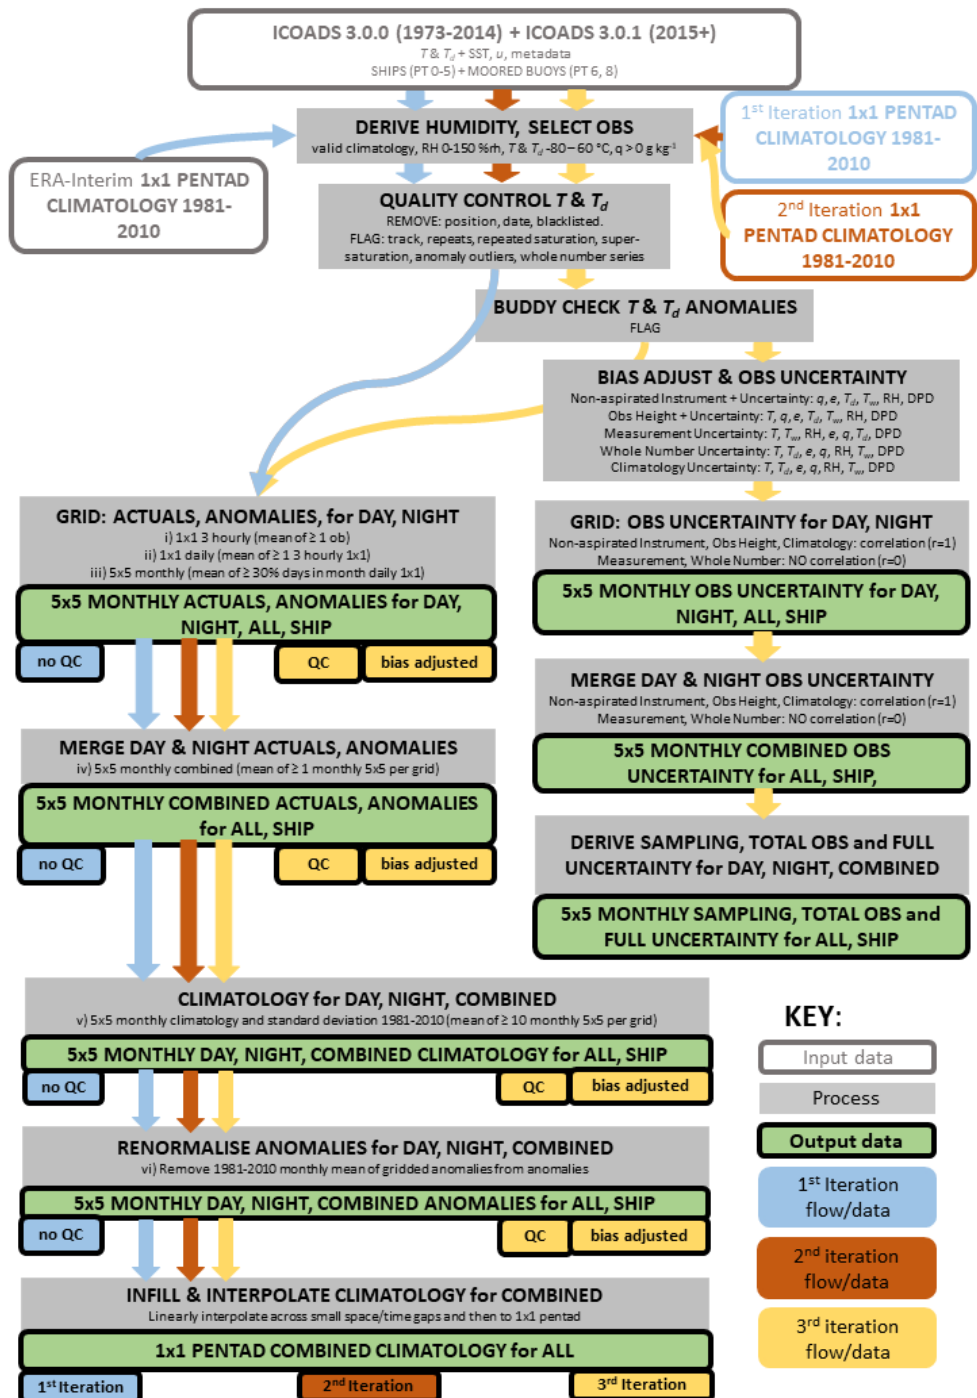 ICOADS 3.0.0 (1973-2014) + ICOADS 3.0.1 (2015+)
T & Td + SST, u, metadata
SHIPS (PT 0-5) + MOORED BUOYS (PT 6, 8)
1st Iteration 1x1 PENTAD
CLIMATOLOGY 1981-
2010
DERIVE HUMIDITY, SELECT OBS
valid climatology, RH 0-150 %rh, T & Td -80 – 60 °C, q > 0 g kg-1
ERA-Interim 1x1 PENTAD
CLIMATOLOGY 1981-
2010
QUALITY CONTROL T & Td
REMOVE: position, date, blacklisted.
FLAG: track, repeats, repeated saturation, super-
saturation, anomaly outliers, whole number series
2nd Iteration 1x1
PENTAD CLIMATOLOGY
1981-2010
BUDDY CHECK T & Td ANOMALIES
FLAG
BIAS ADJUST & OBS UNCERTAINTY
Non-aspirated Instrument + Uncertainty: q, e, Td, Tw, RH, DPD
Obs Height + Uncertainty: T, q, e, Td, Tw, RH, DPD
Measurement Uncertainty: T, Tw, RH, e, q, Td, DPD
Whole Number Uncertainty: T, Td, e, q, RH, Tw, DPD
Climatology Uncertainty: T, Td, e, q, RH, Tw, DPD
GRID: ACTUALS, ANOMALIES, for DAY, NIGHT
i) 1x1 3 hourly (mean of ≥ 1 ob)
ii) 1x1 daily (mean of ≥ 1 3 hourly 1x1)
iii) 5x5 monthly (mean of ≥ 30% days in month daily 1x1)
5x5 MONTHLY ACTUALS, ANOMALIES for DAY,
NIGHT, ALL, SHIP
no QC
QC
bias adjusted
GRID: OBS UNCERTAINTY for DAY, NIGHT
Non-aspirated Instrument, Obs Height, Climatology: correlation (r=1)
Measurement, Whole Number: NO correlation (r=0)
5x5 MONTHLY OBS UNCERTAINTY for DAY,
NIGHT, ALL, SHIP
MERGE DAY & NIGHT OBS UNCERTAINTY
Non-aspirated Instrument, Obs Height, Climatology: correlation (r=1)
Measurement, Whole Number: NO correlation (r=0)
5x5 MONTHLY COMBINED OBS
UNCERTAINTY for ALL, SHIP,
MERGE DAY & NIGHT ACTUALS, ANOMALIES
iv) 5x5 monthly combined (mean of ≥ 1 monthly 5x5 per grid)
5x5 MONTHLY COMBINED ACTUALS, ANOMALIES
for ALL, SHIP
no QC
QC
bias adjusted
DERIVE SAMPLING, TOTAL OBS and FULL
UNCERTAINTY for DAY, NIGHT, COMBINED
5x5 MONTHLY SAMPLING, TOTAL OBS and
FULL UNCERTAINTY for ALL, SHIP
CLIMATOLOGY for DAY, NIGHT, COMBINED
v) 5x5 monthly climatology and standard deviation 1981-2010 (mean of ≥ 10 monthly 5x5 per grid)
5x5 MONTHLY DAY, NIGHT, COMBINED CLIMATOLOGY for ALL, SHIP
no QC
QC
bias adjusted
RENORMALISE ANOMALIES for DAY, NIGHT, COMBINED
vi) Remove 1981-2010 monthly mean of gridded anomalies from anomalies
5x5 MONTHLY DAY, NIGHT, COMBINED ANOMALIES for ALL, SHIP
no QC
QC
bias adjusted
INFILL & INTERPOLATE CLIMATOLOGY for COMBINED
Linearly interpolate across small space/time gaps and then to 1x1 pentad
1x1 PENTAD COMBINED CLIMATOLOGY for ALL
1st Iteration
2nd Iteration
3rd Iteration
KEY:
Input data
Process
Output data
1st Iteration
flow/data
2nd iteration
flow/data
3rd iteration
flow/data